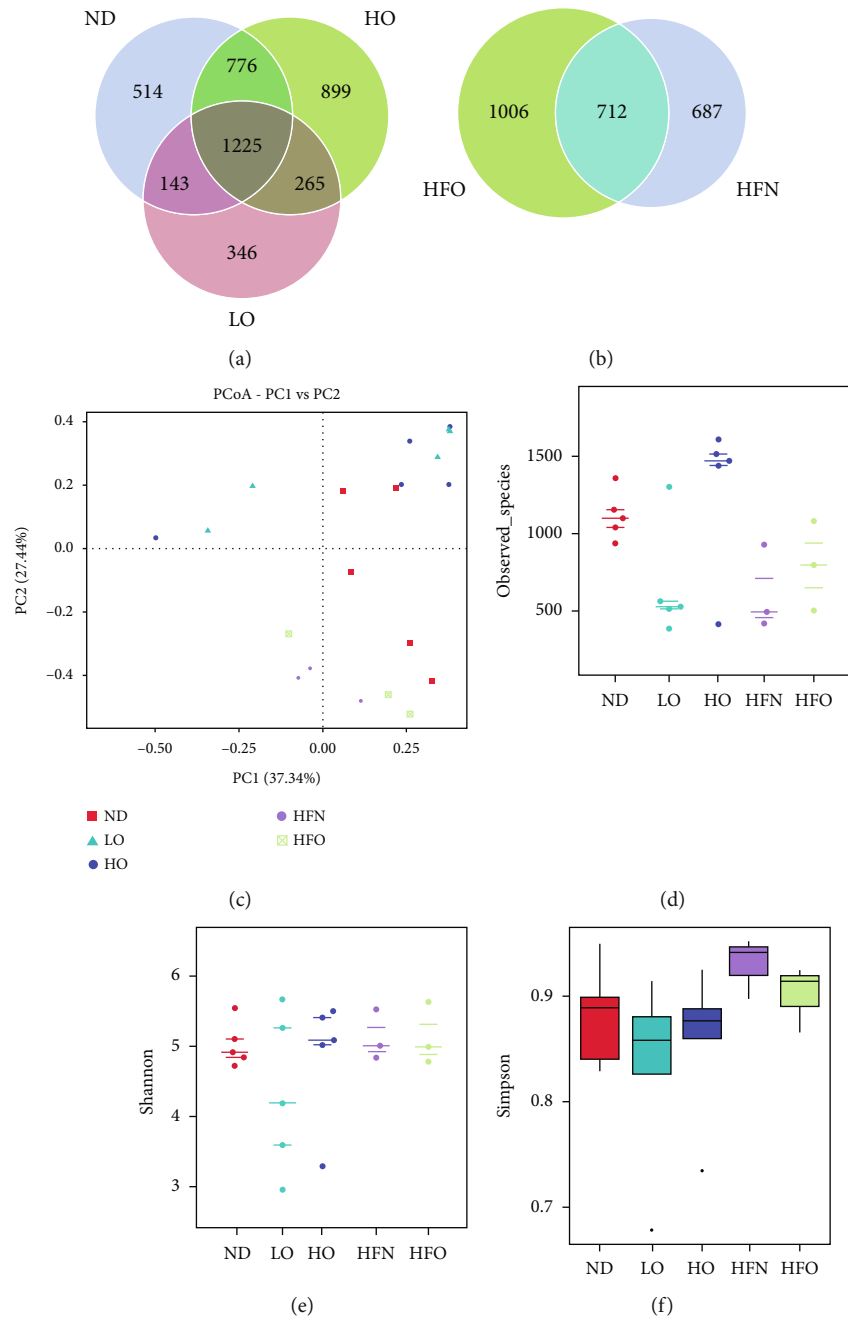 ND
HO
776
514
899
1006
712
687
1225
143
265
HFO
HFN
346
LO
(a)
(b)
PCoA - PC1 vs PC2
0.4
0.2
0.0
−0.2
−0.4
PC2 (27.44%)
−0.50
−0.25
0.00
0.25
PC1 (37.34%)
ND
HFN
LO
HFO
HO
(c)
1500
1000
500
Observed_species
ND
LO
HO
HFN
HFO
(d)
6
5
4
3
Shannon
ND
LO
HO
HFN
HFO
(e)
0.9
0.8
0.7
Simpson
ND
LO
HO
HFN
HFO
(f)